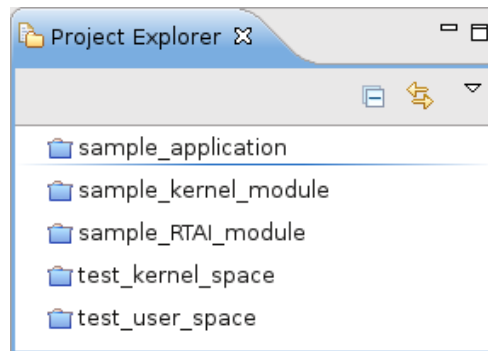 Project Explorer
sample_application
sample_kernel_module
sample_RTAI_module
test_kernel_space
test_user_space